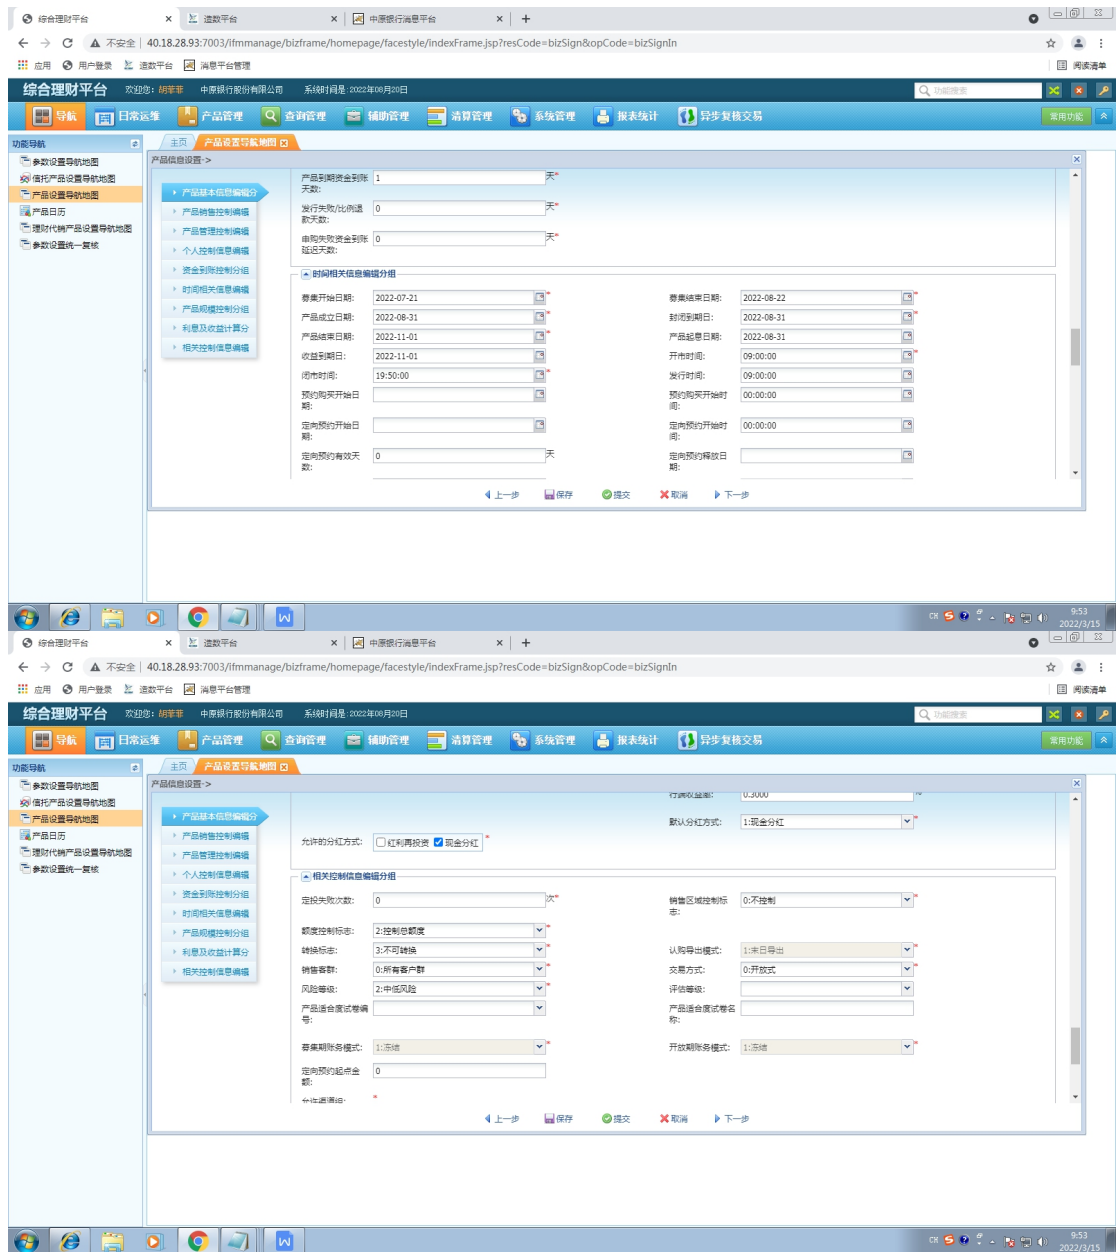 综合理财平台 × 造数平台 × 中原银行消息平台 × +
不安全 | 40.18.28.93:7003/ifmmanage/bizframe/homepage/facestyle/indexFrame.jsp?resCode=bizSign&opCode=bizSignIn
应用 用户登录 造数平台 消息平台管理 阅读清单
综合理财平台 欢迎您: 胡菲菲 中原银行股份有限公司 系统时间是:2022年08月20日 功能搜索
导航 日常运维 产品管理 查询管理 辅助管理 清算管理 系统管理 报表统计 异步复核交易 常用功能
功能导航 主页 产品设置导航地图
参数设置导航地图 产品信息设置->
信托产品设置导航地图
产品设置导航地图
产品日历
理财代销产品设置导航地图
参数设置统一复核
产品基本信息编辑分
产品销售控制编辑
产品管理控制编辑
个人控制信息编辑
资金到账控制分组
时间相关信息编辑
产品规模控制分组
利息及收益计算分
相关控制信息编辑
产品到期资金到账天数: 1 天*
发行失败/比例退款天数: 0 天*
申购失败资金到账延迟天数: 0 天*
时间相关信息编辑分组
募集开始日期: 2022-07-21 * 募集结束日期: 2022-08-22 *
产品成立日期: 2022-08-31 * 封闭到期日: 2022-08-31 *
产品结束日期: 2022-11-01 * 产品起息日期: 2022-08-31
收益到期日: 2022-11-01 开市时间: 09:00:00 *
闭市时间: 19:50:00 * 发行时间: 09:00:00
预约购买开始日期: 预约购买开始时间: 00:00:00
定向预约开始日期: 定向预约开始时间: 00:00:00
定向预约有效天数: 0 天 定向预约释放日期:
上一步 保存 提交 取消 下一步
CH 9:53
2022/3/15
综合理财平台 × 造数平台 × 中原银行消息平台 × +
不安全 | 40.18.28.93:7003/ifmmanage/bizframe/homepage/facestyle/indexFrame.jsp?resCode=bizSign&opCode=bizSignIn
应用 用户登录 造数平台 消息平台管理 阅读清单
综合理财平台 欢迎您: 胡菲菲 中原银行股份有限公司 系统时间是:2022年08月20日 功能搜索
导航 日常运维 产品管理 查询管理 辅助管理 清算管理 系统管理 报表统计 异步复核交易 常用功能
功能导航 主页 产品设置导航地图
参数设置导航地图 产品信息设置->
信托产品设置导航地图
产品设置导航地图
产品日历
理财代销产品设置导航地图
参数设置统一复核
产品基本信息编辑分
产品销售控制编辑
产品管理控制编辑
个人控制信息编辑
资金到账控制分组
时间相关信息编辑
产品规模控制分组
利息及收益计算分
相关控制信息编辑
0.3000 %
默认分红方式: 1:现金分红 *
允许的分红方式: 红利再投资 现金分红 *
相关控制信息编辑分组
定投失败次数: 0 次* 销售区域控制标志: 0:不控制 *
额度控制标志: 2:控制总额度 *
转换标志: 3:不可转换 * 认购导出模式: 1:末日导出 *
销售客群: 0:所有客户群 * 交易方式: 0:开放式 *
风险等级: 2:中低风险 * 评估等级:
产品适合度试卷编号: 产品适合度试卷名称:
募集期账务模式: 1:冻结 * 开放期账务模式: 1:冻结 *
定向预约起点金额: 0
允许渠道组: *
上一步 保存 提交 取消 下一步
CH 9:53
2022/3/15